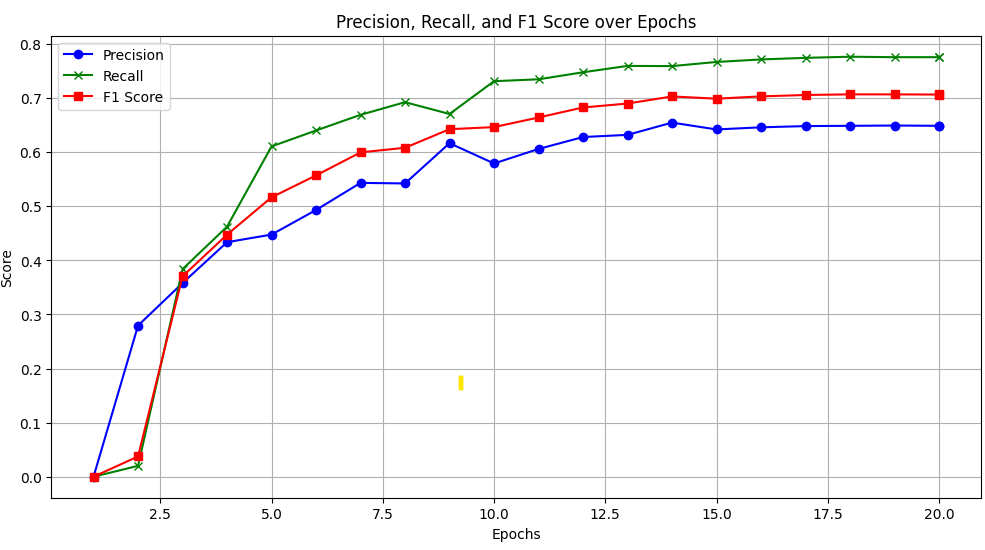 Precision, Recall, and F1 Score over Epochs
Precision
Recall
F1 Score
Score
0.8
0.7
0.6
0.5
0.4
0.3
0.2
0.1
0.0
2.5 5.0 7.5 10.0 12.5 15.0 17.5 20.0
Epochs